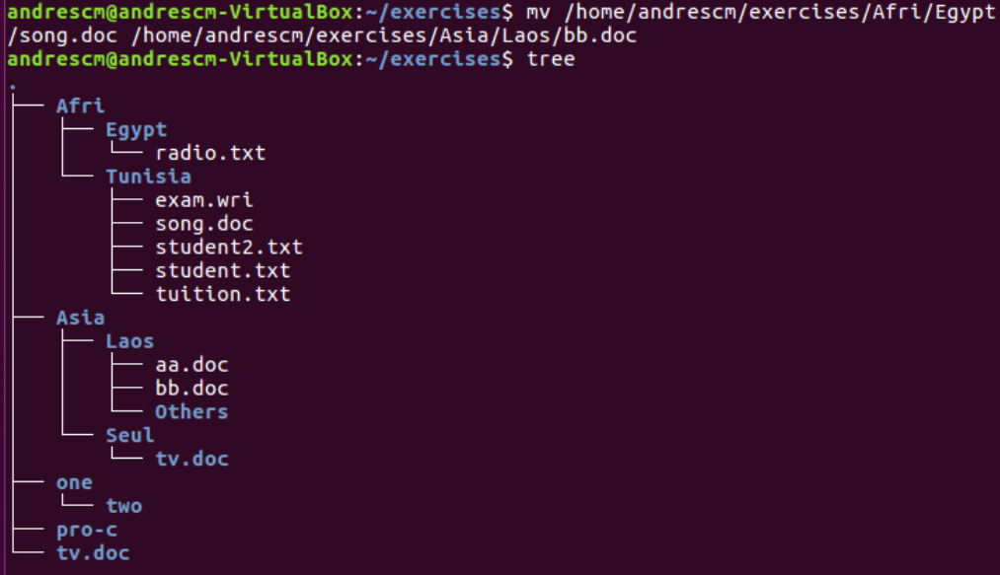 andrescm@andrescm-VirtualBox:~/exercises$ mv /home/andrescm/exercises/Afri/Egypt
/song.doc /home/andrescm/exercises/Asia/Laos/bb.doc
andrescm@andrescm-VirtualBox:~/exercises$ tree
.
├── Afri
│   ├── Egypt
│   │   └── radio.txt
│   └── Tunisia
│       ├── exam.wri
│       ├── song.doc
│       ├── student2.txt
│       ├── student.txt
│       └── tuition.txt
├── Asia
│   ├── Laos
│   │   ├── aa.doc
│   │   ├── bb.doc
│   │   └── Others
│   └── Seul
│       └── tv.doc
├── one
│   └── two
├── pro-c
└── tv.doc